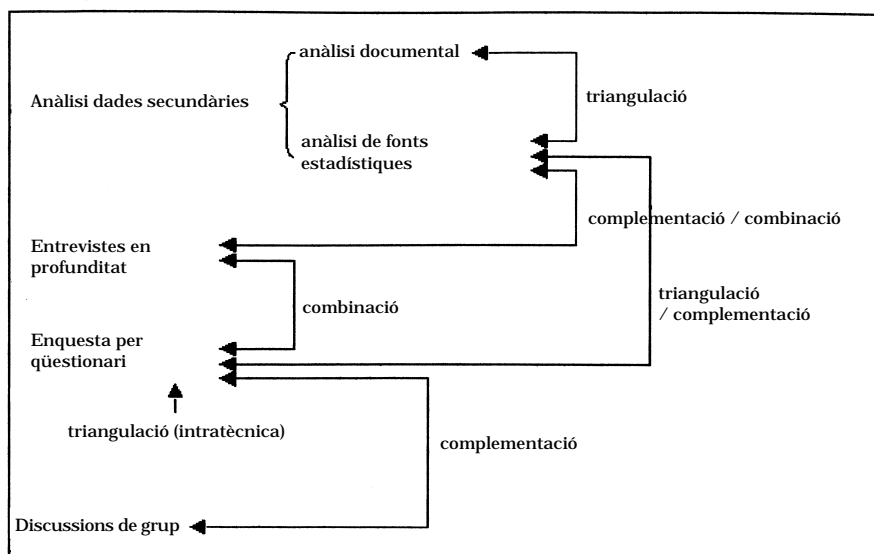 anàlisi documental
triangulació
Anàlisi dades secundàries
anàlisi de fonts
estadístiques
complementació / combinació
Entrevistes en
profunditat
combinació
triangulació
/ complementació
Enquesta per
qüestionari
triangulació (intratècnica)
complementació
Discussions de grup